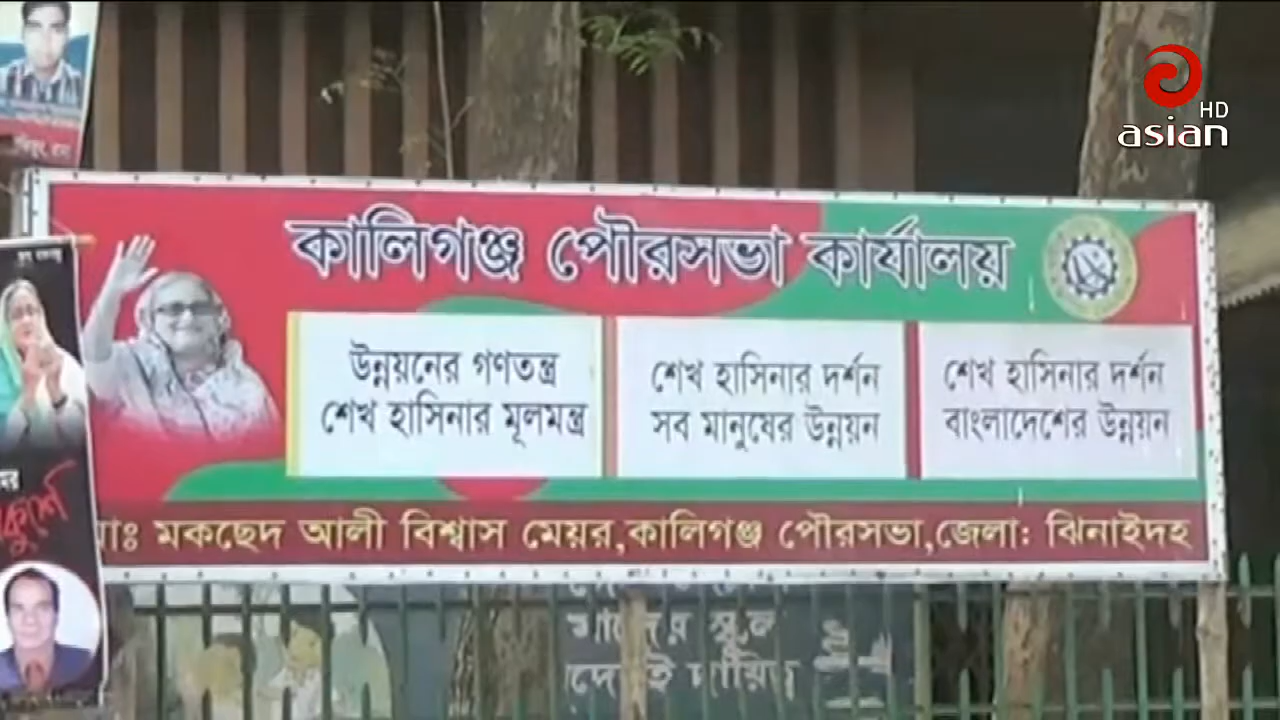 HD
asian
কালিগঞ্জ পৌরসভা কার্যালয়
উন্নয়নের গণতন্ত্র
শেখ হাসিনার মূলমন্ত্র
শেখ হাসিনার দর্শন
সব মানুষের উন্নয়ন
শেখ হাসিনার দর্শন
বাংলাদেশের উন্নয়ন
মকছেদ আলী বিশ্বাস মেয়র,কালিগঞ্জ পৌরসভা,জেলা: ঝিনাইদহ